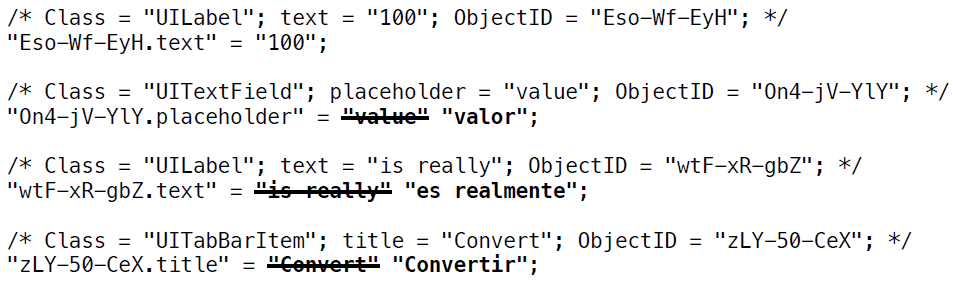 /* Class = "UILabel"; text = "100"; ObjectID = "Eso-Wf-EyH"; */
"Eso-Wf-EyH.text" = "100";
/* Class = "UITextField"; placeholder = "value"; ObjectID = "On4-jV-YlY"; */
"On4-jV-YlY.placeholder" = "value" "valor";
/* Class = "UILabel"; text = "is really"; ObjectID = "wtF-xR-gbZ"; */
"wtF-xR-gbZ.text" = "is really" "es realmente";
/* Class = "UITabBarItem"; title = "Convert"; ObjectID = "zLY-50-CeX"; */
"zLY-50-CeX.title" = "Convert" "Convertir";